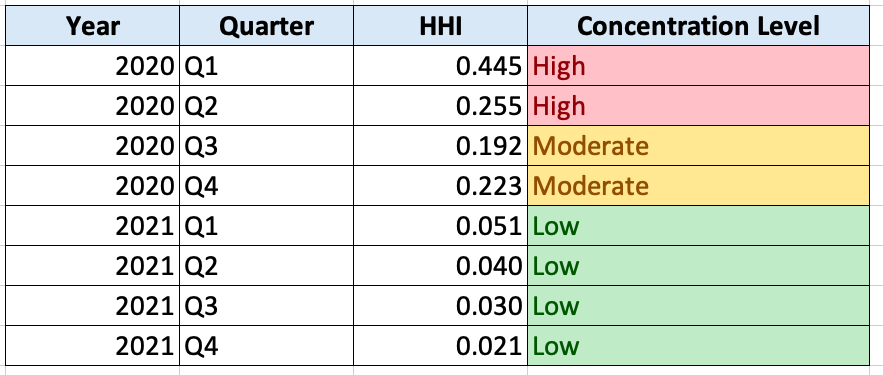 Year Quarter HHI Concentration Level
2020 Q1 0.445 High
2020 Q2 0.255 High
2020 Q3 0.192 Moderate
2020 Q4 0.223 Moderate
2021 Q1 0.051 Low
2021 Q2 0.040 Low
2021 Q3 0.030 Low
2021 Q4 0.021 Low